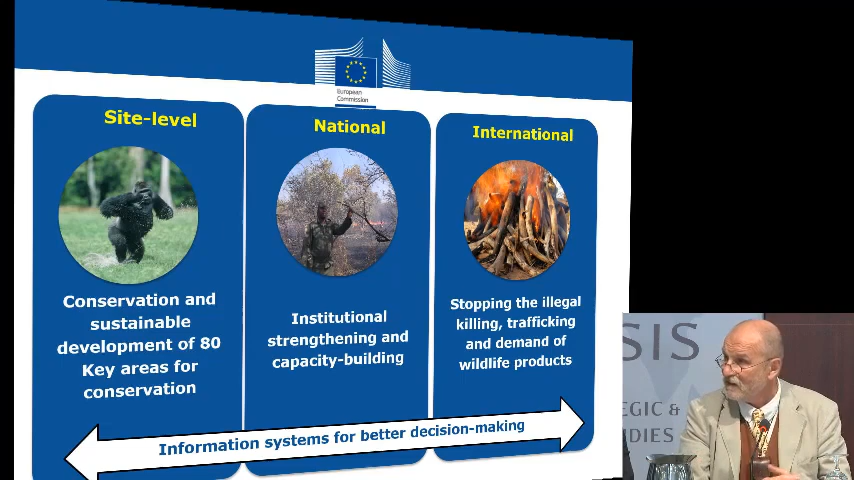 European
Commission
Site-level
Conservation and
sustainable
development of 80
Key areas for
conservation
National
Institutional
strengthening and
capacity-building
International
Stopping the illegal
killing, trafficking
and demand of
wildlife products
Information systems for better decision-making
SIS
EGIC &
DIES